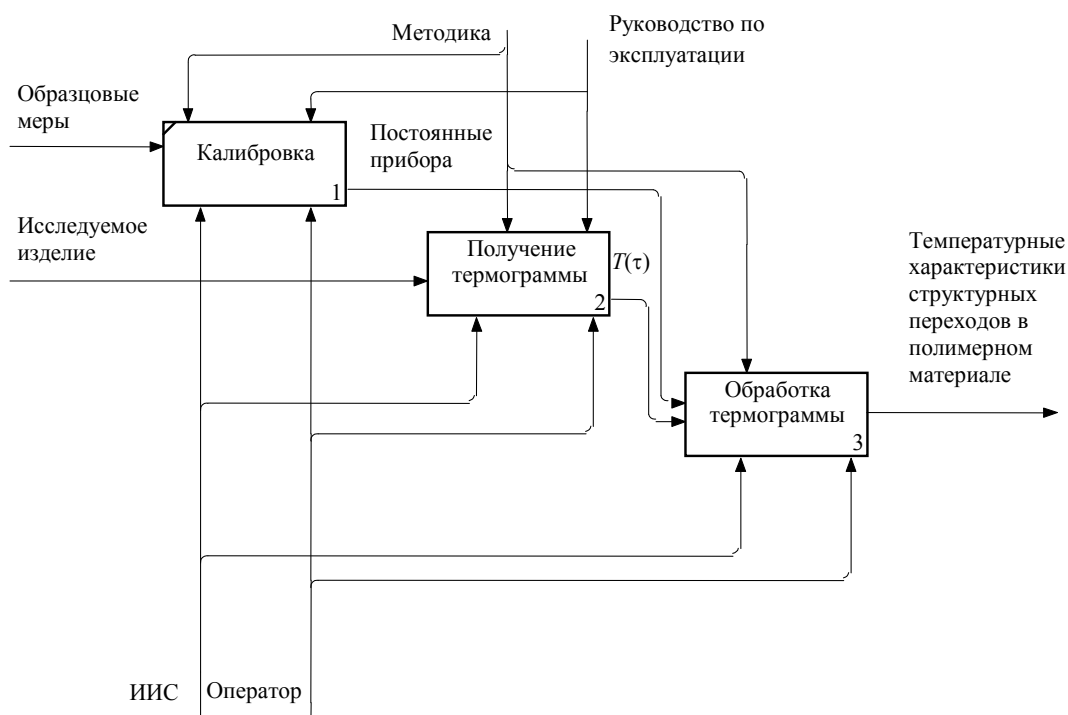 Методика
Руководство по
эксплуатации
Образцовые
меры
Калибровка
1
Постоянные
прибора
Исследуемое
изделие
Получение
термограммы
2
T(τ)
Температурные
характеристики
структурных
переходов в
полимерном
материале
Обработка
термограммы
3
ИИС
Оператор